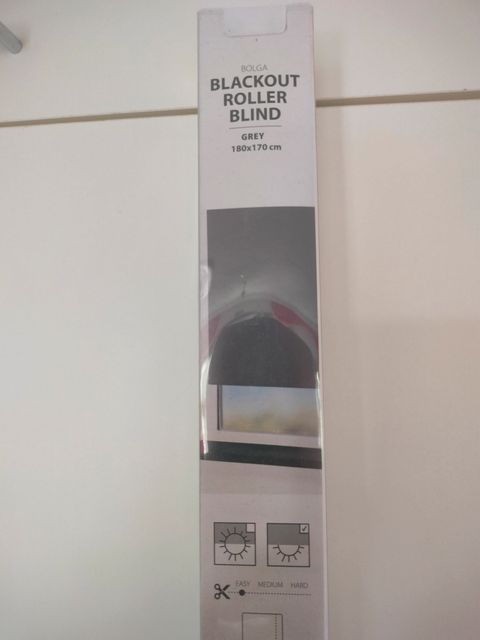 BOLGA
BLACKOUT
ROLLER
BLIND
GREY
180x170 cm
EASY MEDIUM HARD